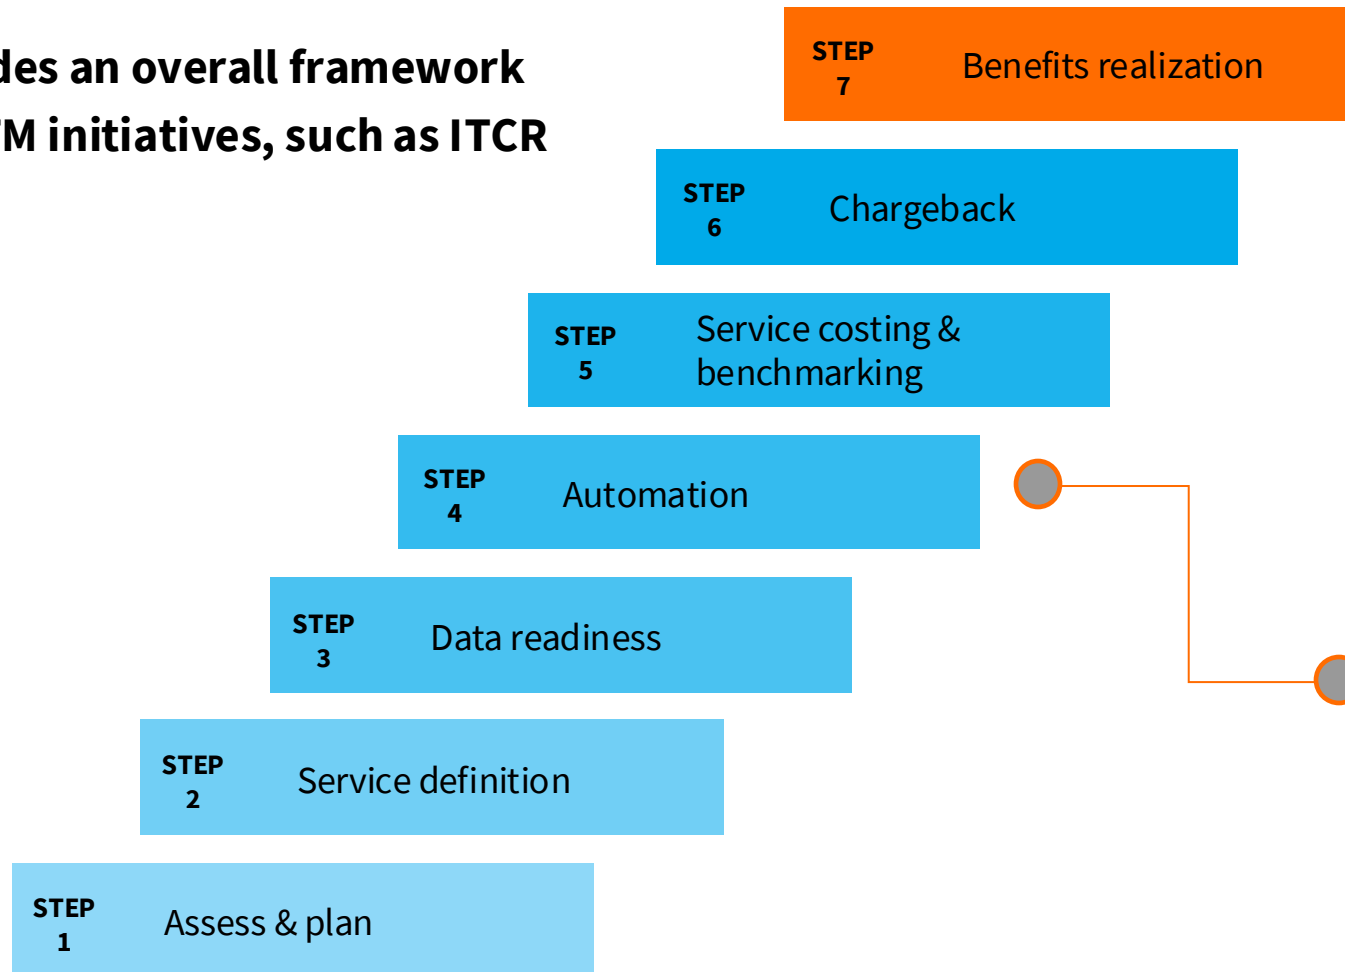 des an overall framework
M initiatives, such as ITCR
STEP
7
Benefits realization
STEP
6
Chargeback
STEP
5
Service costing &
benchmarking
STEP
4
Automation
STEP
3
Data readiness
STEP
2
Service definition
STEP
1
Assess & plan